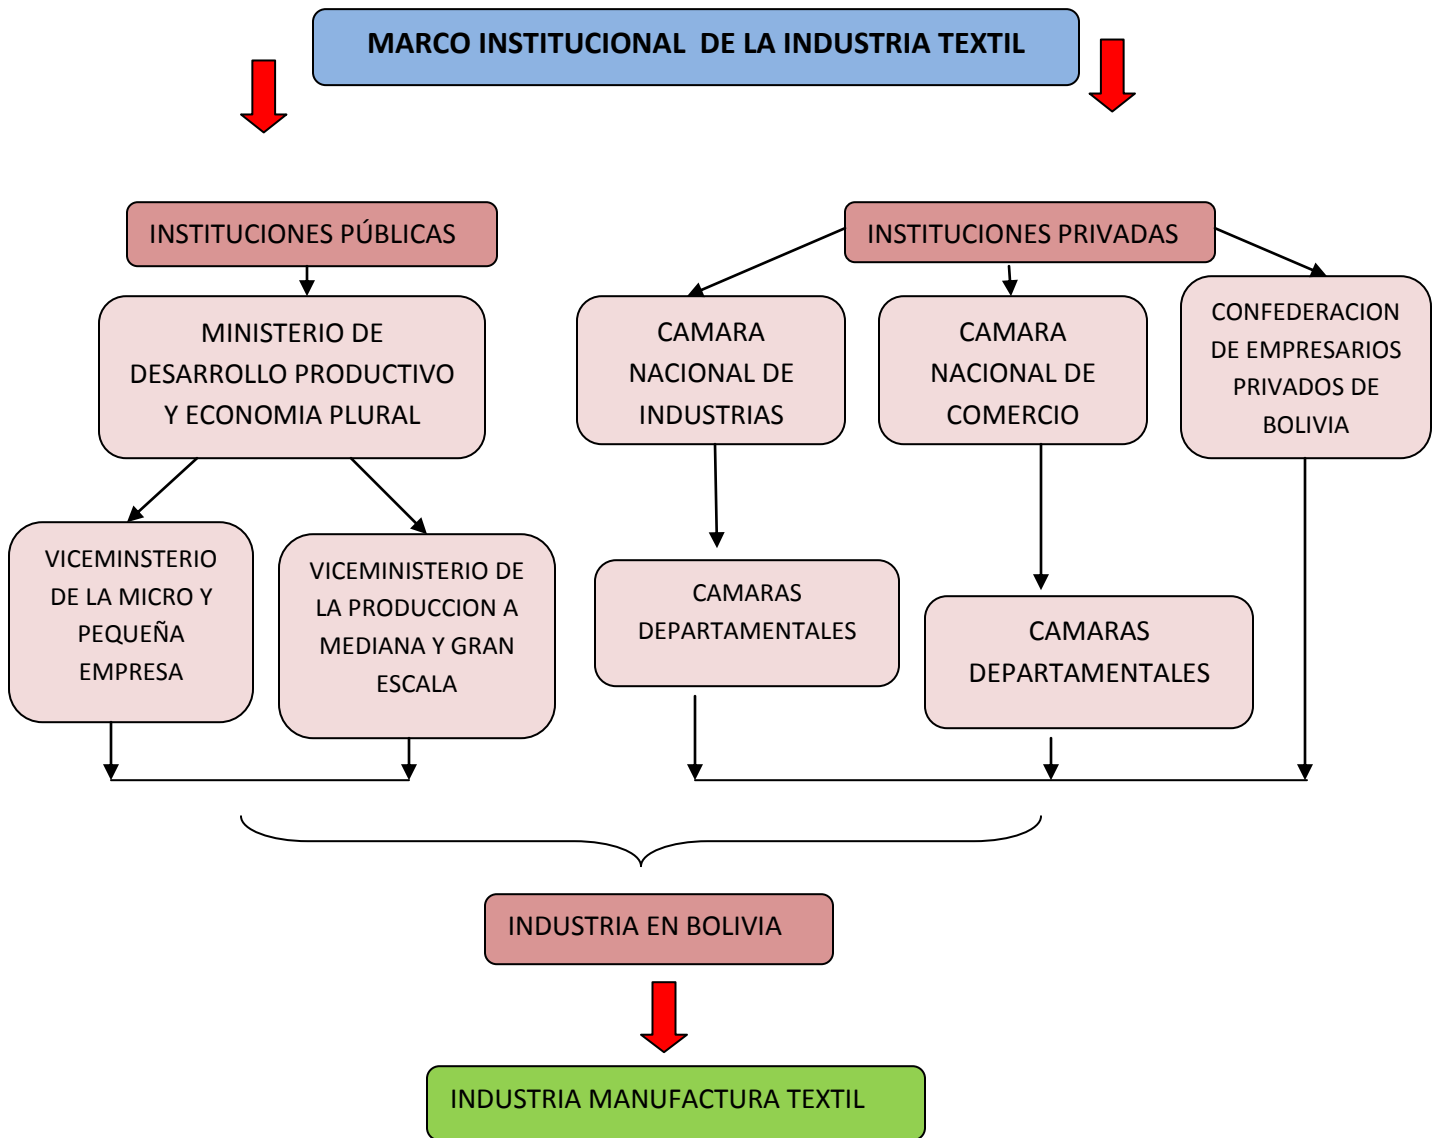 MARCO INSTITUCIONAL DE LA INDUSTRIA TEXTIL
INSTITUCIONES PÚBLICAS
INSTITUCIONES PRIVADAS
MINISTERIO DE
DESARROLLO PRODUCTIVO
Y ECONOMIA PLURAL
CAMARA
NACIONAL DE
INDUSTRIAS
CAMARA
NACIONAL DE
COMERCIO
CONFEDERACION
DE EMPRESARIOS
PRIVADOS DE
BOLIVIA
VICEMINSTERIO
DE LA MICRO Y
PEQUEÑA
EMPRESA
VICEMINISTERIO DE
LA PRODUCCION A
MEDIANA Y GRAN
ESCALA
CAMARAS
DEPARTAMENTALES
CAMARAS
DEPARTAMENTALES
INDUSTRIA EN BOLIVIA
INDUSTRIA MANUFACTURA TEXTIL